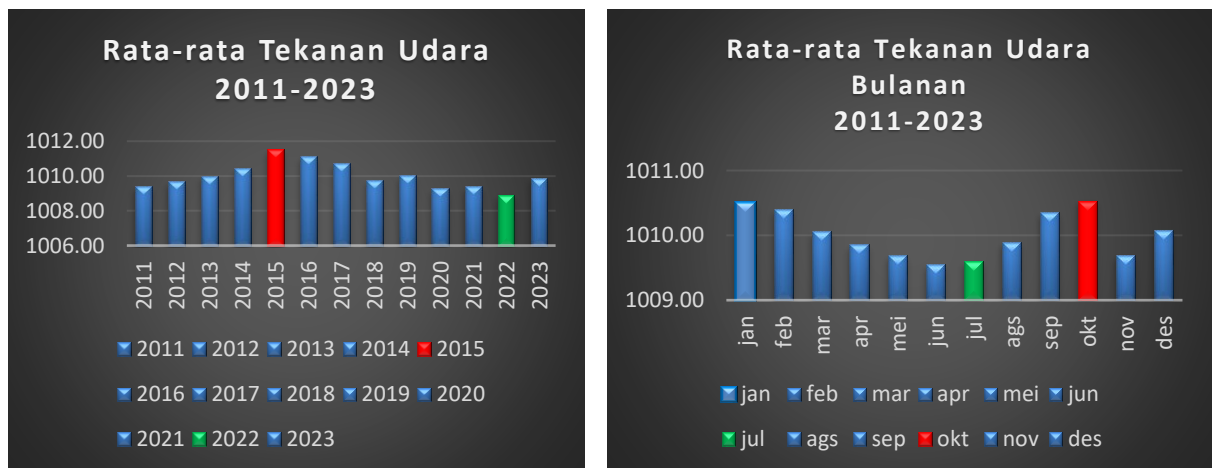 Rata-rata Tekanan Udara
2011-2023
1012.00
1010.00
1008.00
1006.00
2011 2012 2013 2014 2015 2016 2017 2018 2019 2020 2021 2022 2023
2011 2012 2013 2014 2015
2016 2017 2018 2019 2020
2021 2022 2023
Rata-rata Tekanan Udara
Bulanan
2011-2023
1011.00
1010.00
1009.00
jan feb mar apr mei jun jul ags sep okt nov des
jan feb mar apr mei jun
jul ags sep okt nov des